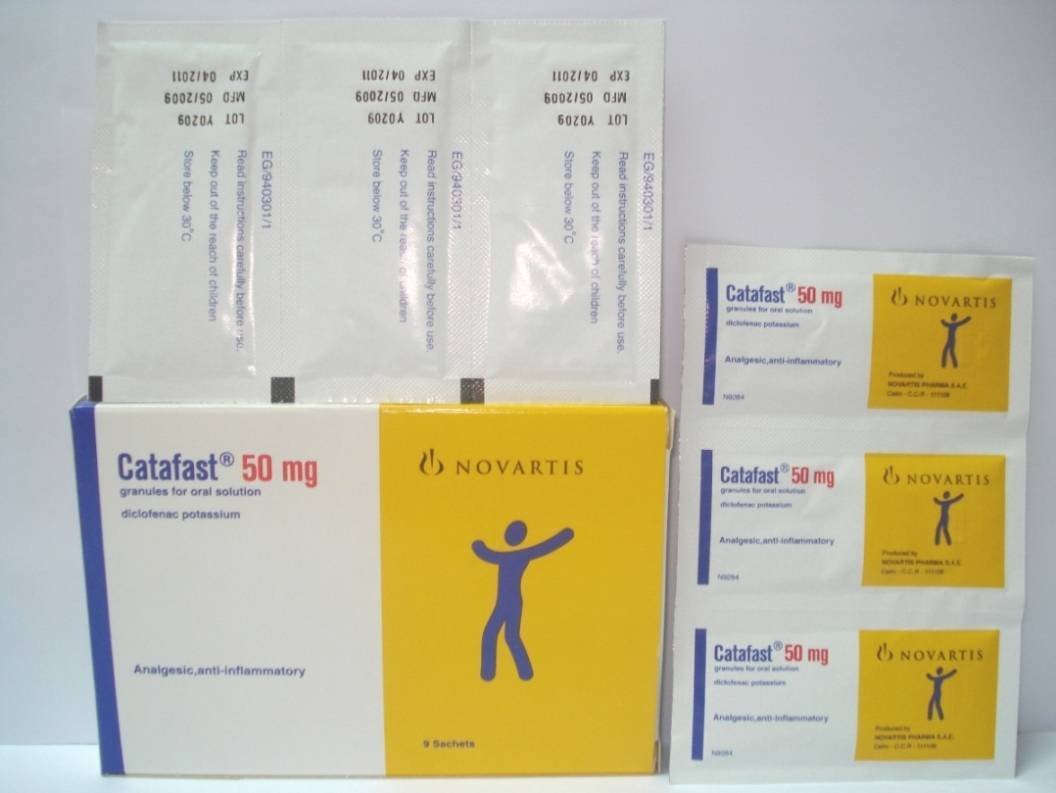 EXP 04/2011
MFD 05/2009
LOT Y0209
EG/940301/1
Read instructions carefully before use.
Keep out of the reach of children
Store below 30°C
EXP 04/2011
MFD 05/2009
LOT Y0209
EG/940301/1
Read instructions carefully before use.
Keep out of the reach of children
Store below 30°C
EXP 04/2011
MFD 05/2009
LOT Y0209
EG/940301/1
Read instructions carefully before use.
Keep out of the reach of children
Store below 30°C
Catafast® 50 mg
granules for oral solution
diclofenac potassium
Analgesic,anti-inflammatory
NOVARTIS
9 Sachets
Catafast® 50 mg
granules for oral solution
diclofenac potassium
Analgesic,anti-inflammatory
NOVARTIS
Produced by
NOVARTIS PHARMA S.A.E.
Cairo - C.C.R -
Catafast® 50 mg
granules for oral solution
diclofenac potassium
Analgesic,anti-inflammatory
NOVARTIS
Produced by
NOVARTIS PHARMA S.A.E.
Cairo - C.C.R -
Catafast® 50 mg
granules for oral solution
diclofenac potassium
Analgesic,anti-inflammatory
NOVARTIS
Produced by
NOVARTIS PHARMA S.A.E.
Cairo - C.C.R -